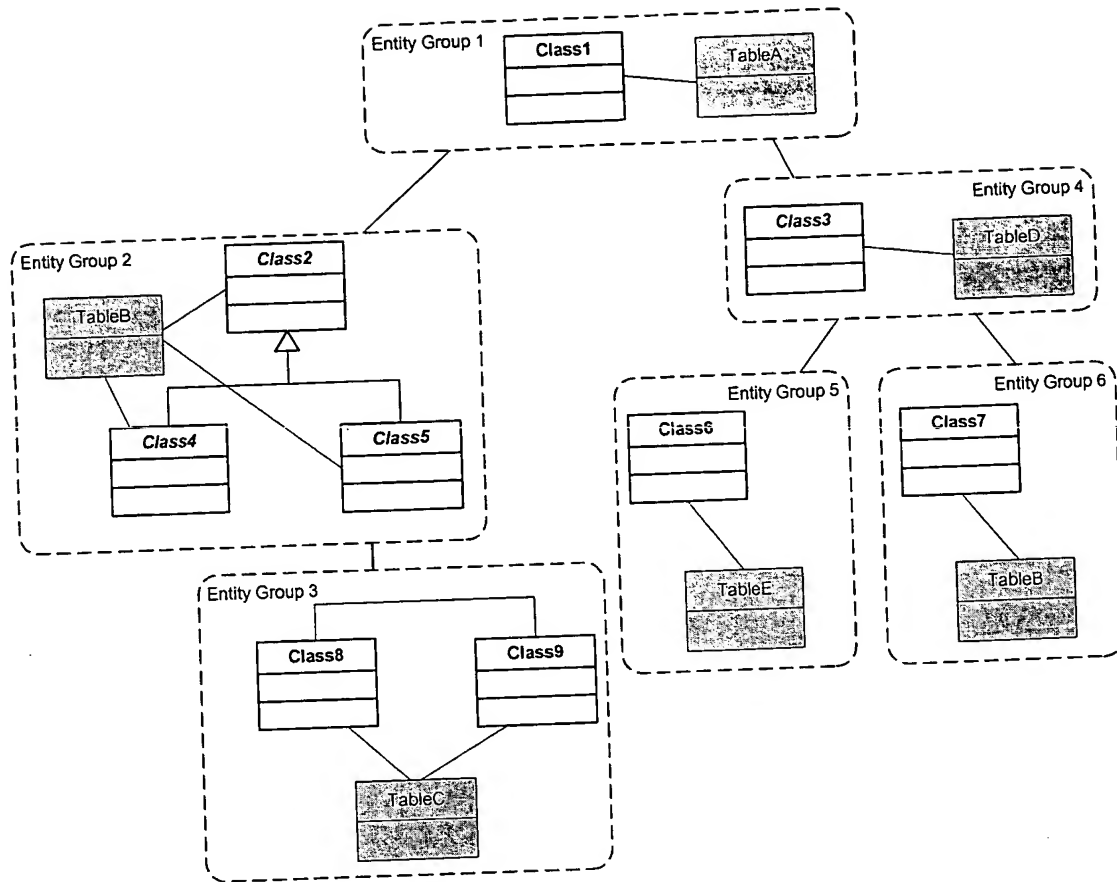 Entity Group 1
Class1
TableA
Entity Group 4
Class3
TableD
Entity Group 2
Class2
TableB
Class4
Class5
Entity Group 5
Class6
TableE
Entity Group 6
Class7
TableB
Entity Group 3
Class8
Class9
TableC